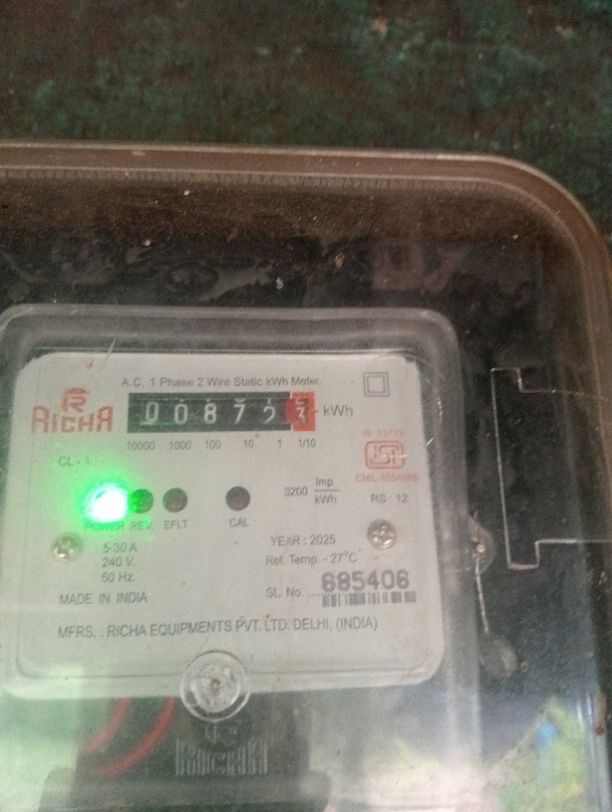 A.C. 1 Phase 2 Wire Static kWh Meter.
RICHA
008723 kWh
10000 1000 100 10 1 1/10
CL - 1
ISI
3200 Imp/kWh
RS : 12
POWER REV. EFLT CAL
5-30 A
240 V.
50 Hz.
YEAR : 2025
Ref. Temp. - 27°C
SL. No. 685406
MADE IN INDIA
MFRS. : RICHA EQUIPMENTS PVT. LTD. DELHI, (INDIA)